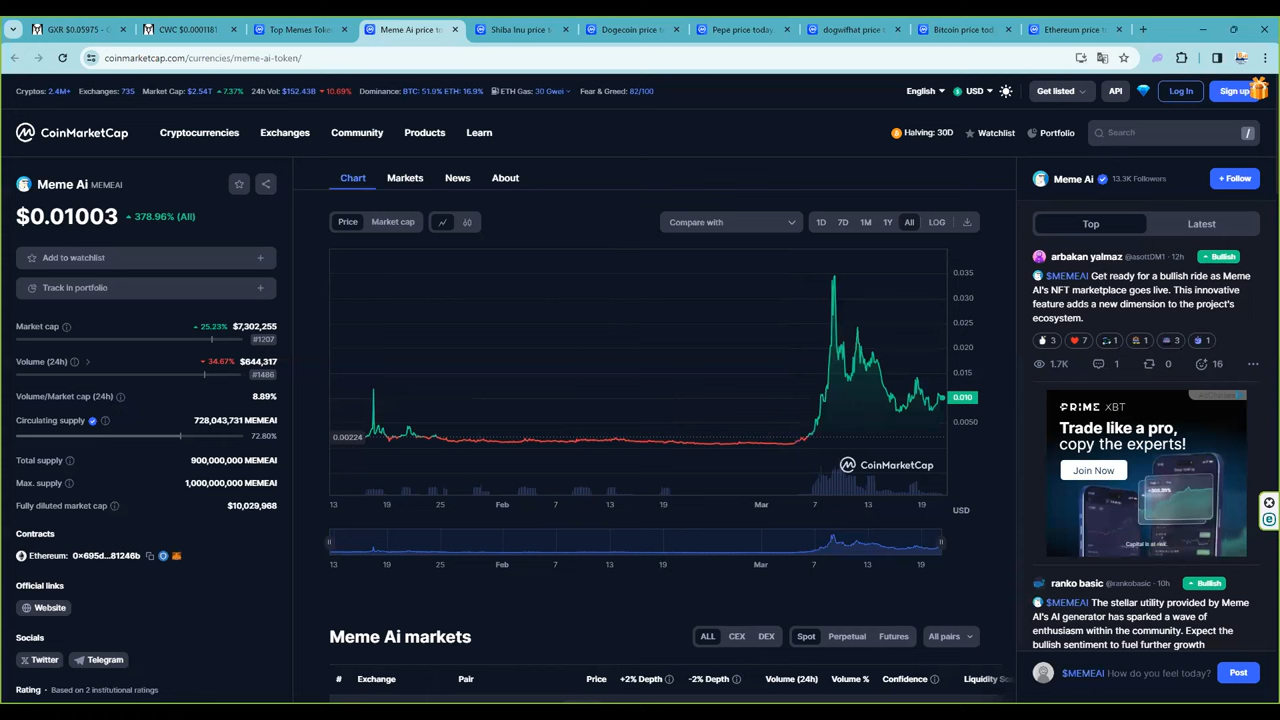 GXR $0.05975 - C
CWC $0.0001181
Top Memses Token
Meme Ai price to
Shiba Inu price to
Dogecoin price to
Pepe price today
dogwifhat price
Bitcoin price tod
Ethereum price t
coinmarketcap.com/currencies/meme-ai-token/
Cryptos: 2.4M+ Exchanges: 735 Market Cap: $2.54T 7.37% 24h Vol: $152.43B 10.69% Dominance: BTC: 51.9% ETH: 16.9% ETH Gas: 30 Gwei Fear & Greed: 82/100
English USD Get listed API Log In Sign up
CoinMarketCap Cryptocurrencies Exchanges Community Products Learn
Halving: 30D Watchlist Portfolio Search /
Meme Ai MEMEAI
$0.01003 378.96% (All)
Add to watchlist +
Track in portfolio +
Market cap 25.23% $7,302,255
#1207
Volume (24h) 34.67% $644,317
#1486
Volume/Market cap (24h) 8.89%
Circulating supply 728,043,731 MEMEAI
72.80%
Total supply 900,000,000 MEMEAI
Max. supply 1,000,000,000 MEMEAI
Fully diluted market cap $10,029,968
Contracts
Ethereum: 0x695d...61246b
Official links
Website
Socials
Twitter Telegram
Rating · Based on 2 institutional ratings
Chart Markets News About
Price Market cap
Compare with
1D 7D 1M 1Y All LOG
0.035
0.030
0.025
0.020
0.015
0.010
0.0050
0.00224
CoinMarketCap
13 19 25 Feb 7 13 19 Mar 7 13 19
USD
13 19 25 Feb 7 13 19 Mar 7 13 19
Meme Ai markets
ALL CEX DEX Spot Perpetual Futures All pairs
# Exchange Pair Price +2% Depth -2% Depth Volume (24h) Volume % Confidence Liquidity Sc
Meme Ai 13.3K Followers + Follow
Top Latest
arbakan yalmaz @asottDM1 · 12h Bullish
$MEMEAI Get ready for a bullish ride as Meme
AI's NFT marketplace goes live. This innovative
feature adds a new dimension to the project's
ecosystem.
3 7 1 1 3 1
1.7K 1 0 16
PRIME XBT
Trade like a pro,
copy the experts!
Join Now
Capital is at risk.
ranko basic @rankobasic · 10h Bullish
$MEMEAI The stellar utility provided by Meme
AI's AI generator has sparked a wave of
enthusiasm within the community. Expect the
bullish sentiment to fuel further growth
$MEMEAI How do you feel today? Post